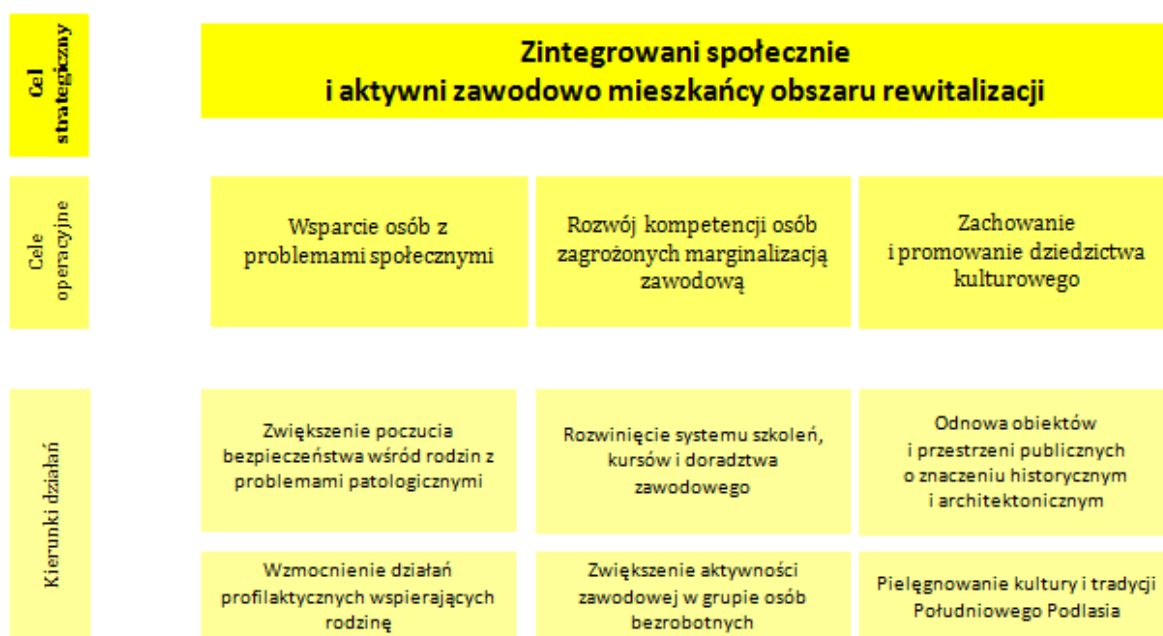 Cel
strategiczny
Zintegrowani społecznie
i aktywni zawodowo mieszkańcy obszaru rewitalizacji
Cele
operacyjne
Wsparcie osób z
problemami społecznymi
Rozwój kompetencji osób
zagrożonych marginalizacją
zawodową
Zachowanie
i promowanie dziedzictwa
kulturowego
Kierunki działań
Zwiększenie poczucia
bezpieczeństwa wśród rodzin z
problemami patologicznymi
Rozwinięcie systemu szkoleń,
kursów i doradztwa
zawodowego
Odnowa obiektów
i przestrzeni publicznych
o znaczeniu historycznym
i architektonicznym
Wzmocnienie działań
profilaktycznych wspierających
rodzinę
Zwiększenie aktywności
zawodowej w grupie osób
bezrobotnych
Pielęgnowanie kultury i tradycji
Południowego Podlasia